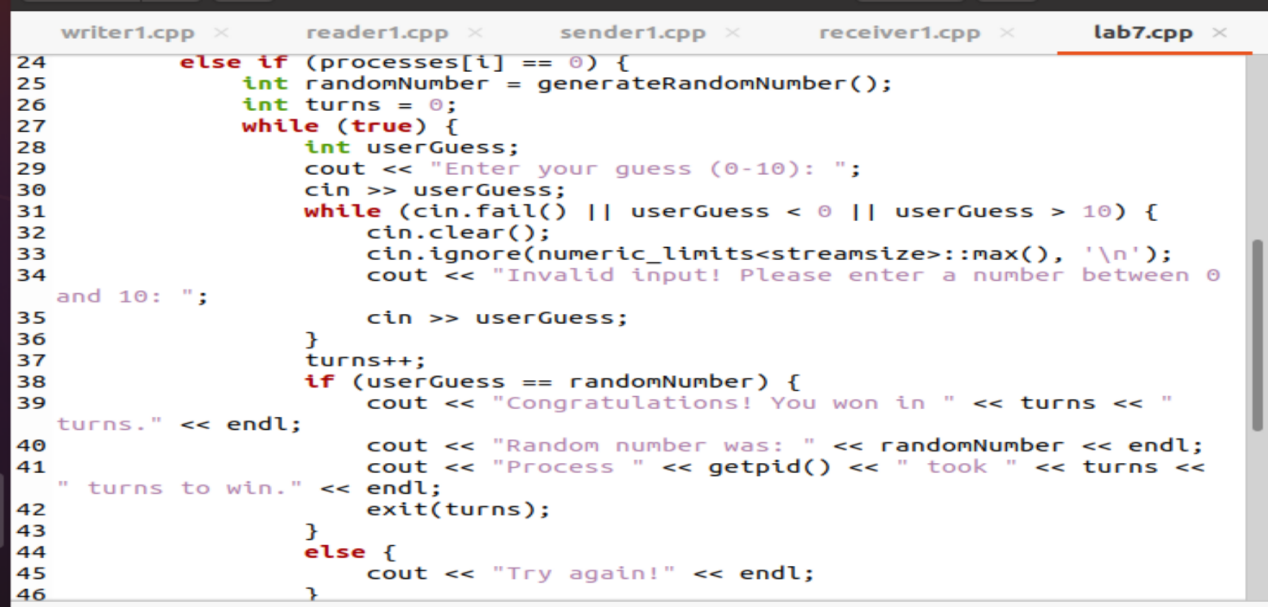 writer1.cpp × reader1.cpp × sender1.cpp × receiver1.cpp × lab7.cpp ×
24 else if (processes[i] == 0) {
25 int randomNumber = generateRandomNumber();
26 int turns = 0;
27 while (true) {
28 int userGuess;
29 cout << "Enter your guess (0-10): ";
30 cin >> userGuess;
31 while (cin.fail() || userGuess < 0 || userGuess > 10) {
32 cin.clear();
33 cin.ignore(numeric_limits<streamsize>::max(), '\n');
34 cout << "Invalid input! Please enter a number between 0
and 10: ";
35 cin >> userGuess;
36 }
37 turns++;
38 if (userGuess == randomNumber) {
39 cout << "Congratulations! You won in " << turns << "
turns." << endl;
40 cout << "Random number was: " << randomNumber << endl;
41 cout << "Process " << getpid() << " took " << turns <<
" turns to win." << endl;
42 exit(turns);
43 }
44 else {
45 cout << "Try again!" << endl;
46 }